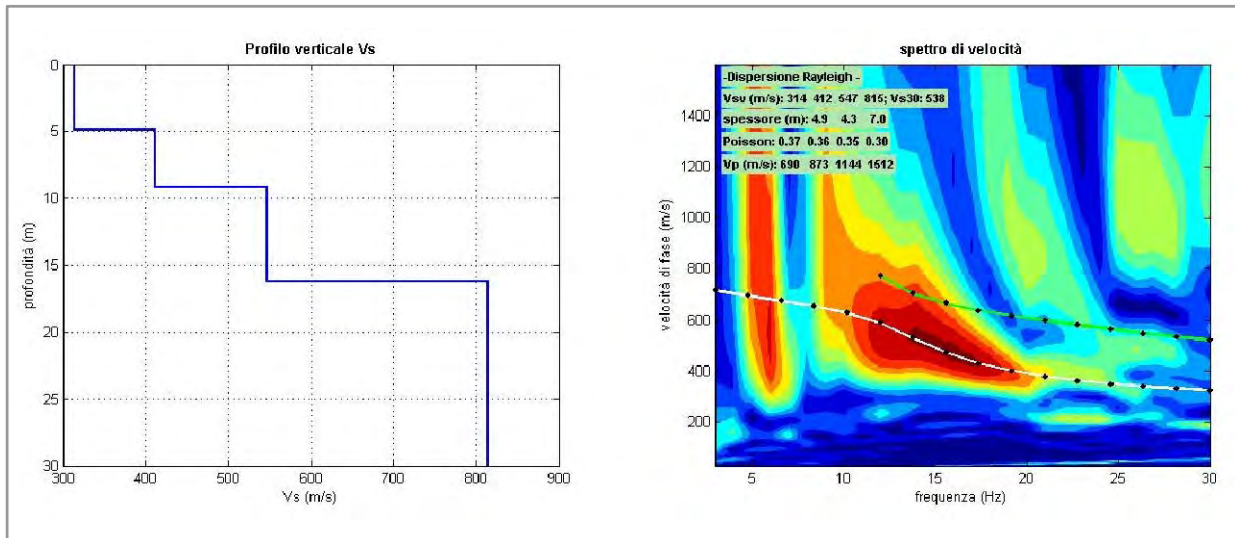 Profilo verticale Vs
0
5
10
15
20
25
30
profondità (m)
300
400
500
600
700
800
900
Vs (m/s)
spettro di velocità
-Dispersione Rayleigh -
Vsv (m/s): 314 412 547 815; Vs30: 538
spessore (m): 4.9 4.3 7.0
Poisson: 0.37 0.36 0.35 0.30
Vp (m/s): 690 873 1144 1512
1400
1200
1000
800
600
400
200
velocità di fase (m/s)
5
10
15
20
25
30
frequenza (Hz)